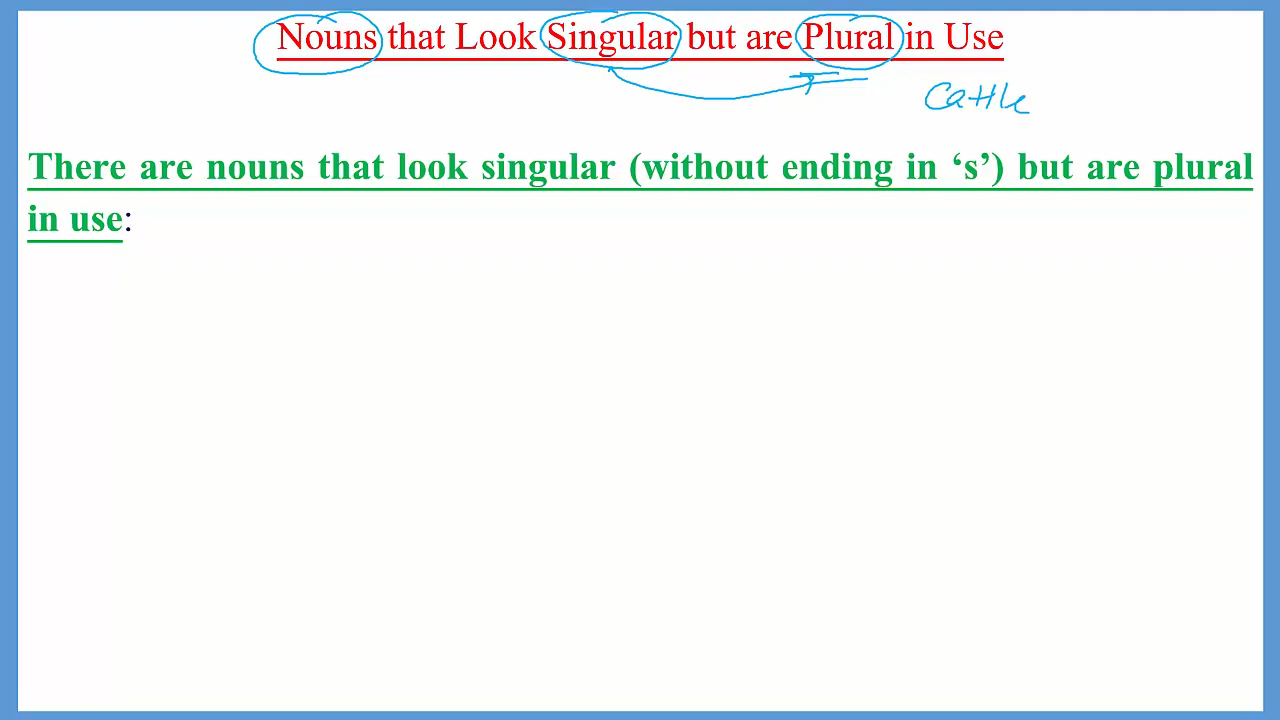 Nouns that Look Singular but are Plural in Use
Cattle
There are nouns that look singular (without ending in ‘s’) but are plural
in use: